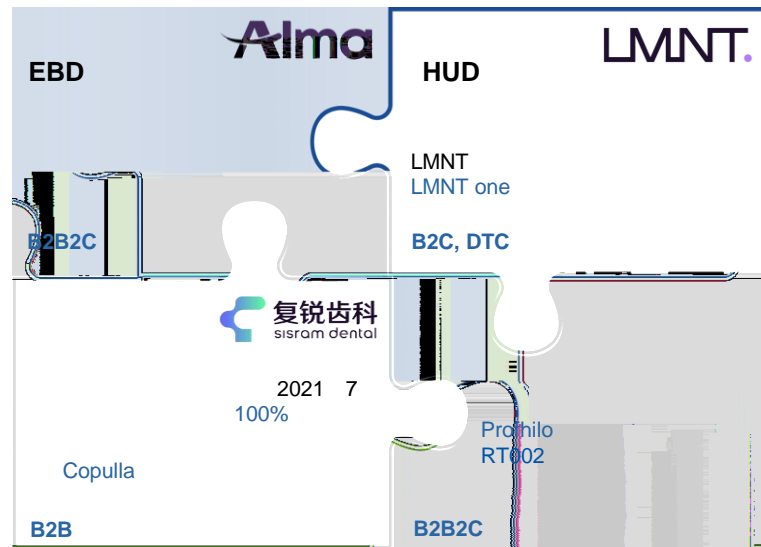 Alma
EBD
B2B2C
LMNT.
HUD
LMNT
LMNT one
B2C, DTC
复锐齿科
sisram dental
2021 7
100%
Copulla
B2B
Profhilo
RT002
B2B2C